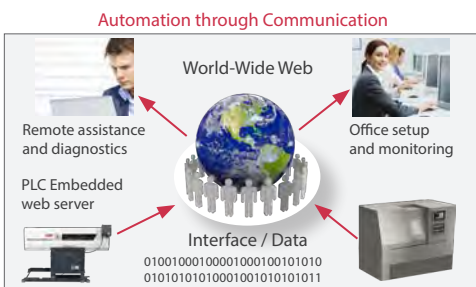 Automation through Communication
World-Wide Web
Remote assistance
and diagnostics
Office setup
and monitoring
PLC Embedded
web server
Interface / Data
01001000100001000100101010
01010101010001001010101011